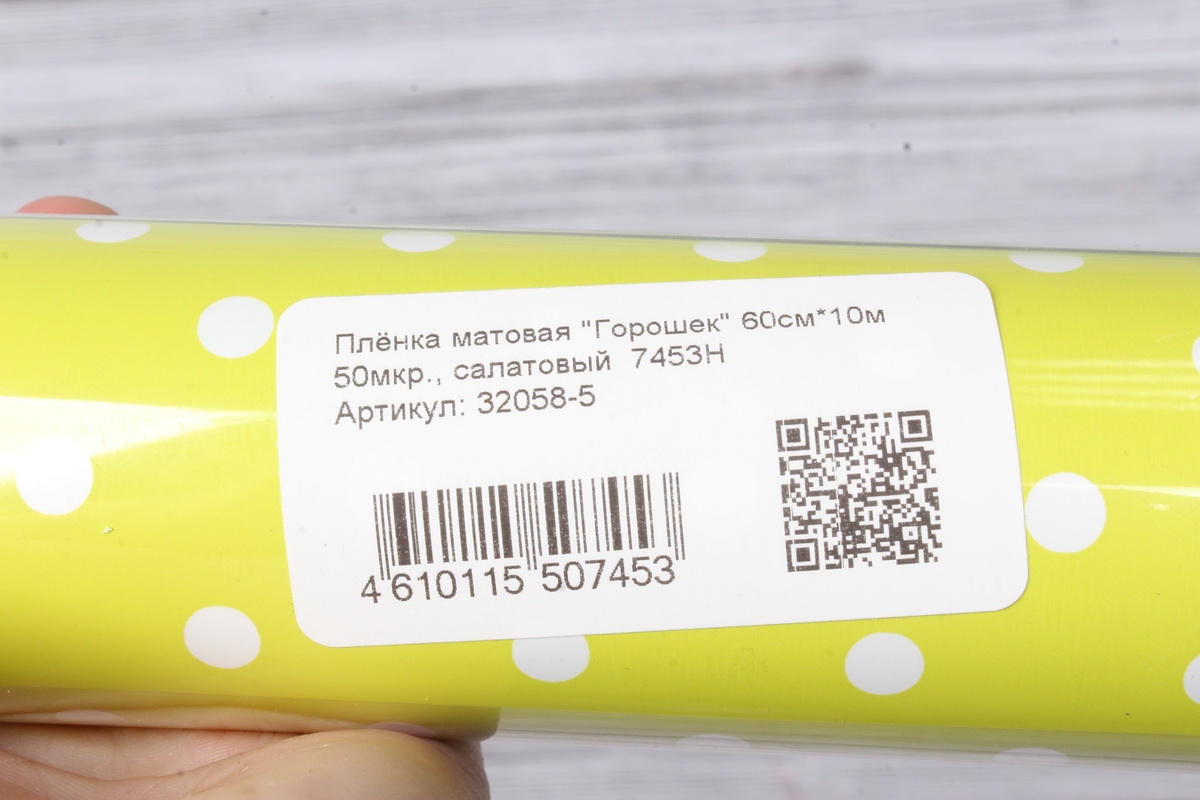 Плёнка матовая "Горошек" 60см*10м
50мкр., салатовый 7453Н
Артикул: 32058-5
4 610115 507453